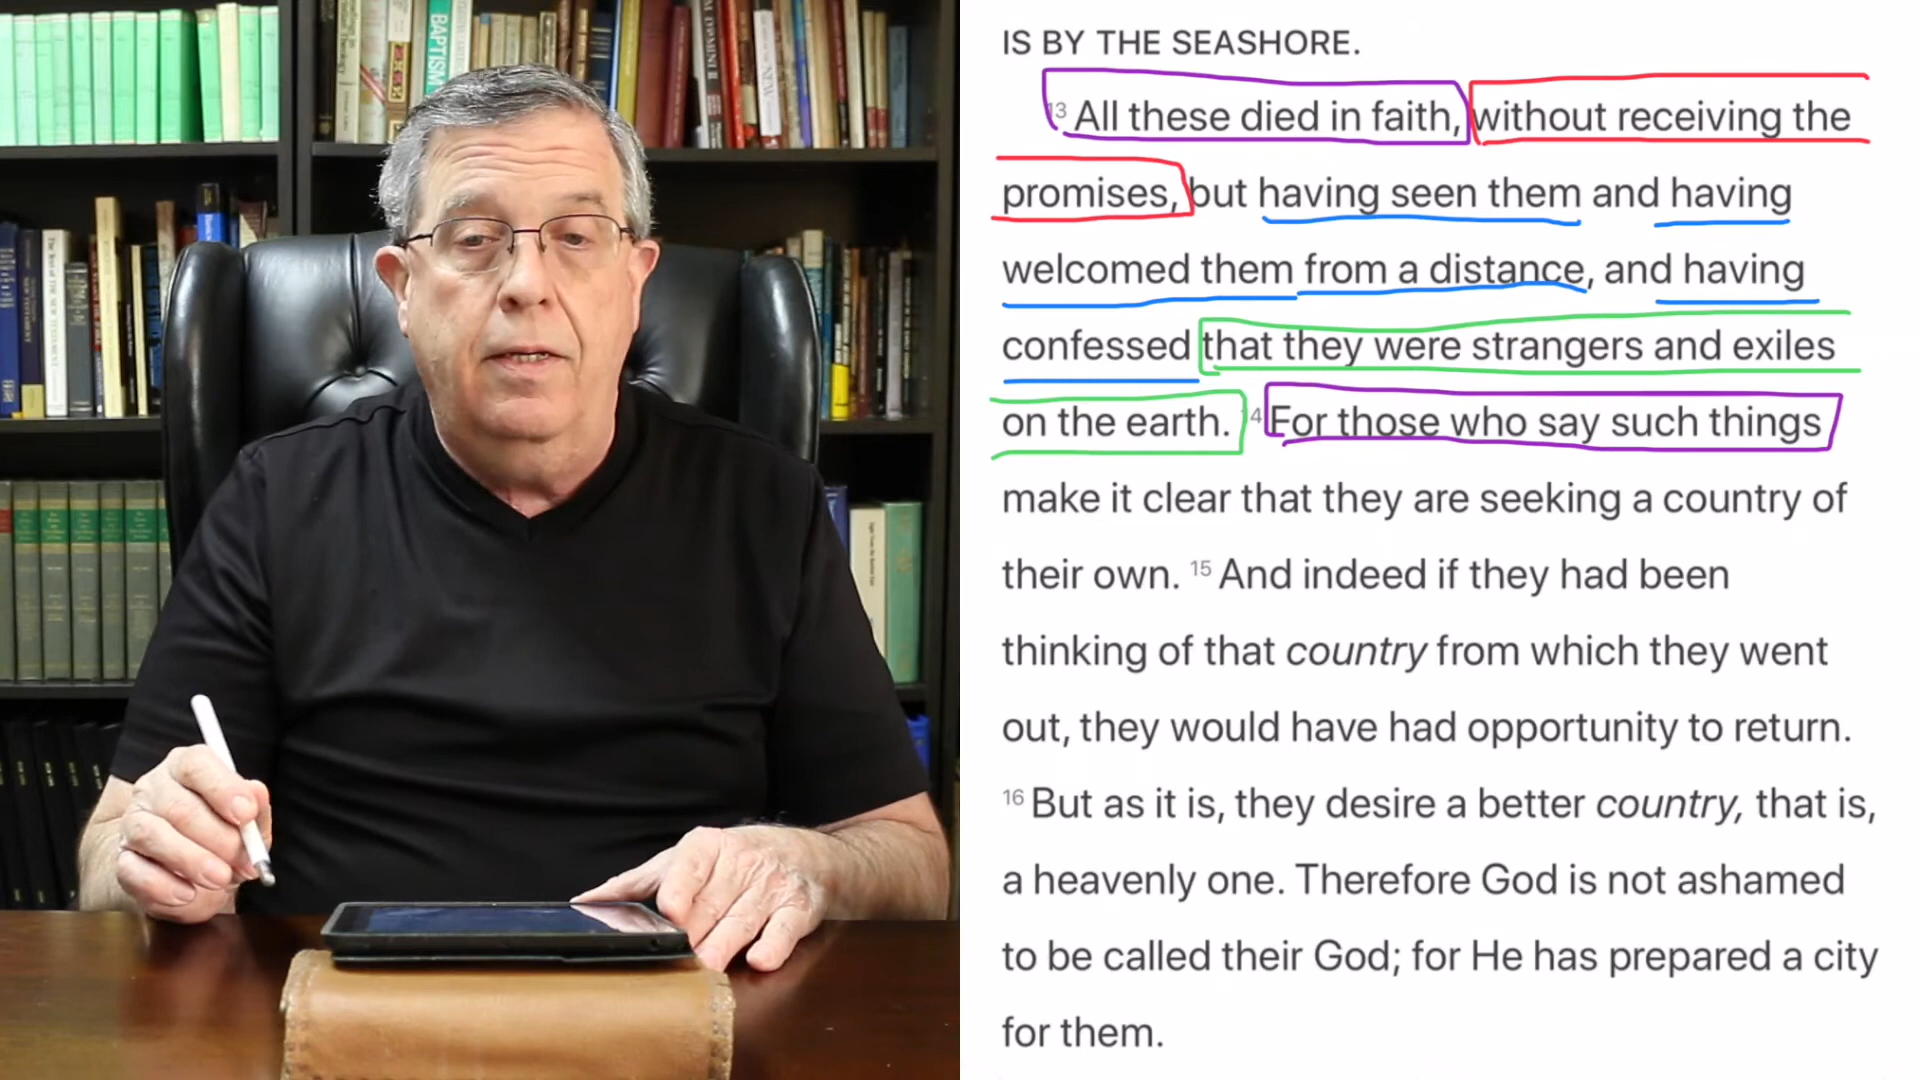 BAPTISM
IS BY THE SEASHORE.
13 All these died in faith, without receiving the
promises, but having seen them and having
welcomed them from a distance, and having
confessed that they were strangers and exiles
on the earth. 14 For those who say such things
make it clear that they are seeking a country of
their own. 15 And indeed if they had been
thinking of that country from which they went
out, they would have had opportunity to return.
16 But as it is, they desire a better country, that is,
a heavenly one. Therefore God is not ashamed
to be called their God; for He has prepared a city
for them.